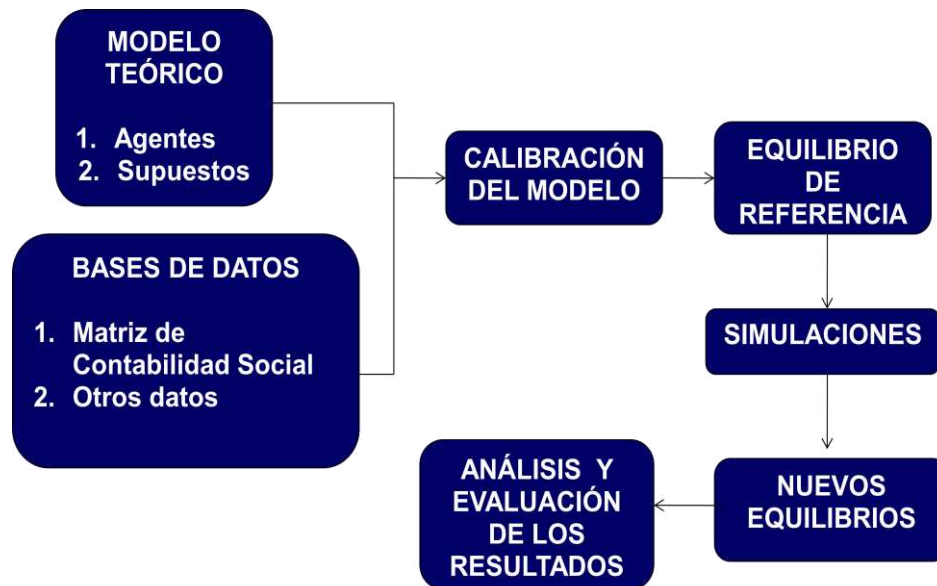 MODELO
TEÓRICO
1. Agentes
2. Supuestos
BASES DE DATOS
1. Matriz de
Contabilidad Social
2. Otros datos
CALIBRACIÓN
DEL MODELO
EQUILIBRIO
DE
REFERENCIA
SIMULACIONES
NUEVOS
EQUILIBRIOS
ANÁLISIS Y
EVALUACIÓN
DE LOS
RESULTADOS